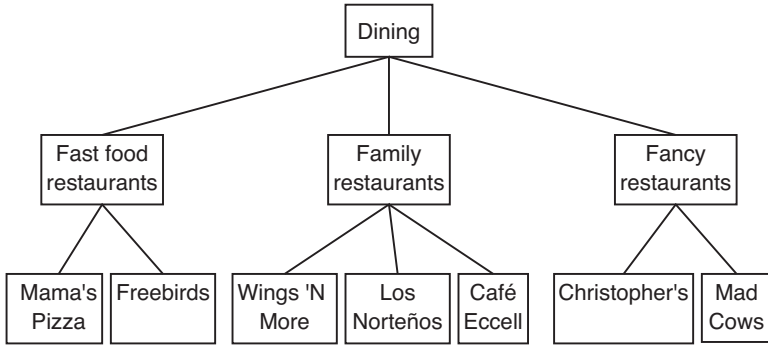 Dining
Fast food
restaurants
Family
restaurants
Fancy
restaurants
Mama's
Pizza
Freebirds
Wings 'N
More
Los
Norteños
Café
Eccell
Christopher's
Mad
Cows